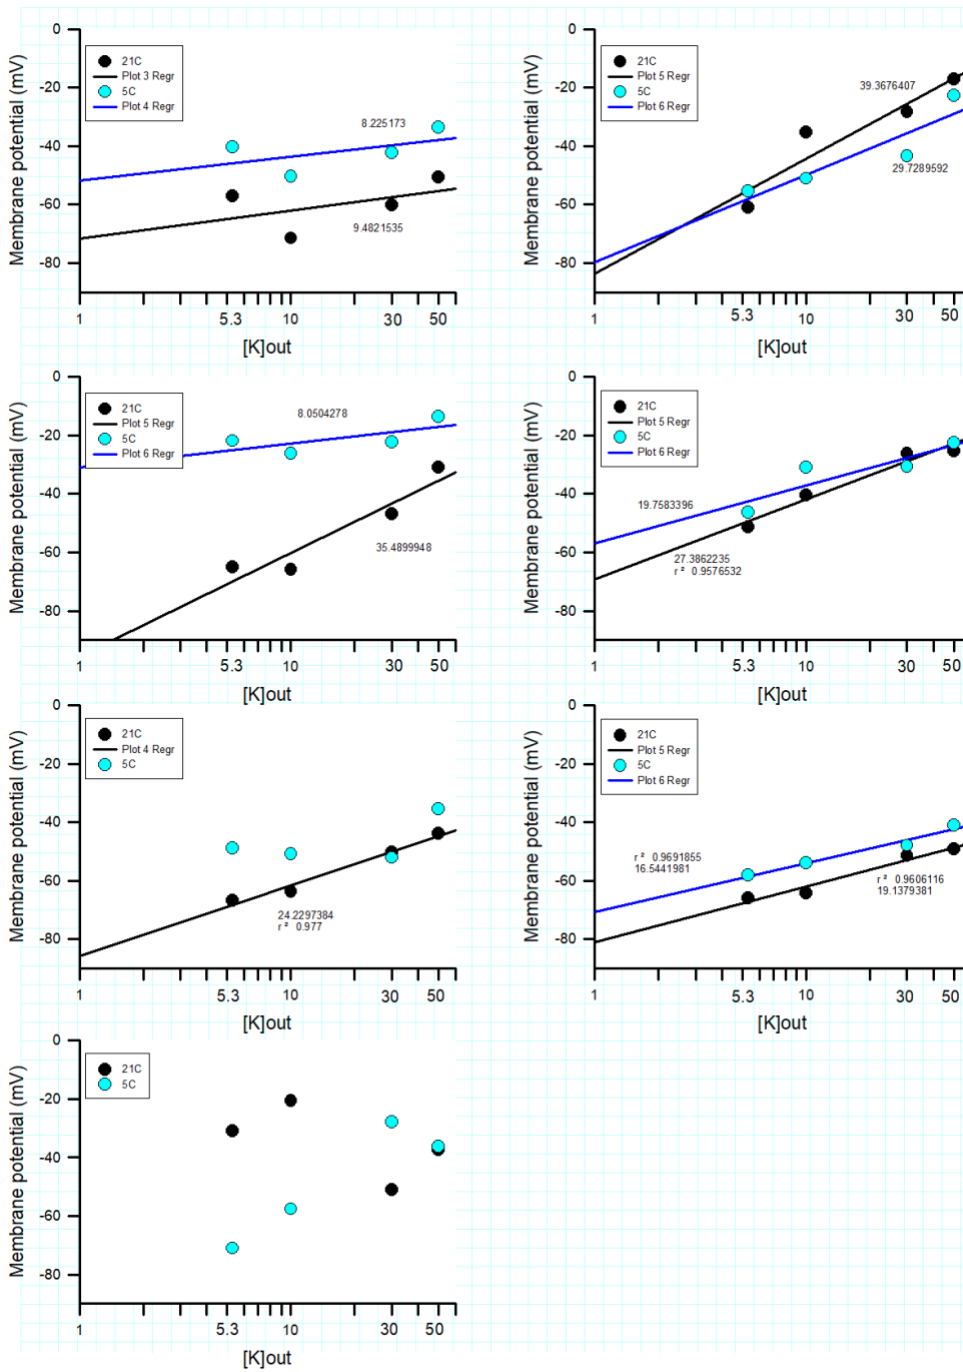 0
-20
-40
-60
-80
Membrane potential (mV)
21C
Plot 3 Regr
5C
Plot 4 Regr
8.225173
9.4821535
1
5.3
10
30
50
[K]out
0
-20
-40
-60
-80
Membrane potential (mV)
21C
Plot 5 Regr
5C
Plot 6 Regr
39.3676407
29.7289592
1
5.3
10
30
50
[K]out
0
-20
-40
-60
-80
Membrane potential (mV)
21C
Plot 5 Regr
5C
Plot 6 Regr
8.0504278
35.4899948
1
5.3
10
30
50
[K]out
0
-20
-40
-60
-80
Membrane potential (mV)
21C
Plot 5 Regr
5C
Plot 6 Regr
19.7583396
27.3862235
r ² 0.9576532
1
5.3
10
30
50
[K]out
0
-20
-40
-60
-80
Membrane potential (mV)
21C
Plot 4 Regr
5C
24.2297384
r ² 0.977
1
5.3
10
30
50
[K]out
0
-20
-40
-60
-80
Membrane potential (mV)
21C
Plot 5 Regr
5C
Plot 6 Regr
r ² 0.9691855
16.5441981
r ² 0.9606116
19.1379381
1
5.3
10
30
50
[K]out
0
-20
-40
-60
-80
Membrane potential (mV)
21C
5C
1
5.3
10
30
50
[K]out